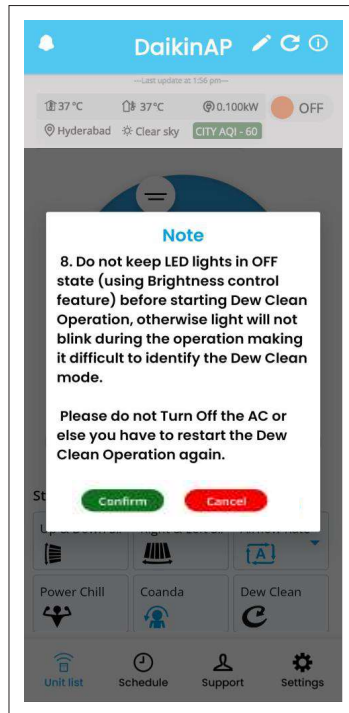 DaikinAP
—Last update at 1:56 pm—
37 °C 37 °C 0.100kW OFF
Hyderabad Clear sky CITY AQI - 60
Note
8. Do not keep LED lights in OFF
state (using Brightness control
feature) before starting Dew Clean
Operation, otherwise light will not
blink during the operation making
it difficult to identify the Dew Clean
mode.
Please do not Turn Off the AC or
else you have to restart the Dew
Clean Operation again.
St
Confirm Cancel
A
Power Chill Coanda Dew Clean
Unit list Schedule Support Settings